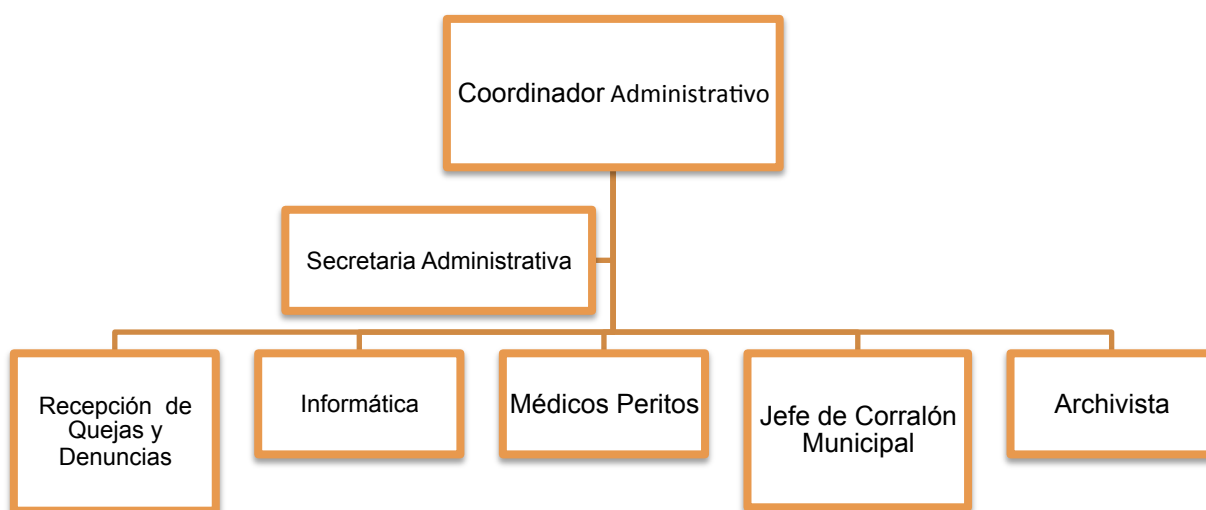 Coordinador Administrativo
Secretaria Administrativa
Recepción de
Quejas y
Denuncias
Informática
Médicos Peritos
Jefe de Corralón
Municipal
Archivista